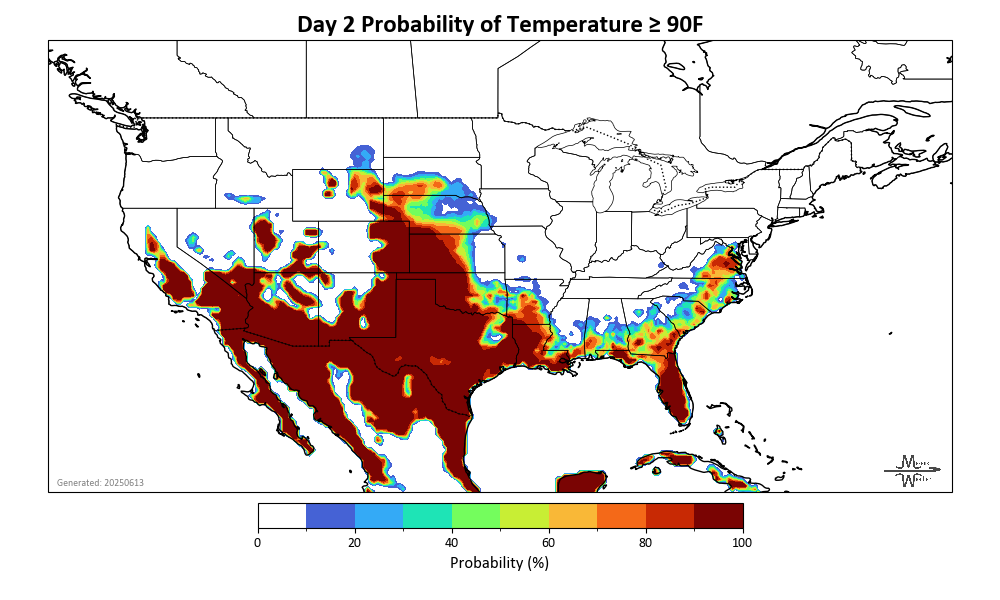 Day 2 Probability of Temperature ≥ 90F
Generated: 20250613
0 20 40 60 80 100
Probability (%)